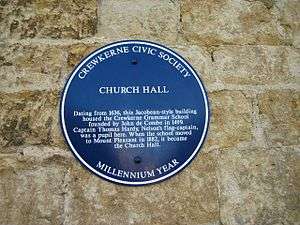 CREWKERNE CIVIC SOCIETY
CHURCH HALL
Dating from 1636, this Jacobean-style building
housed the Crewkerne Grammar School
founded by John de Combe in 1499.
Captain Thomas Hardy, Nelson's flag-captain,
was a pupil here. When the school moved
to Mount Pleasant in 1882, it became
the Church Hall.
MILLENNIUM YEAR